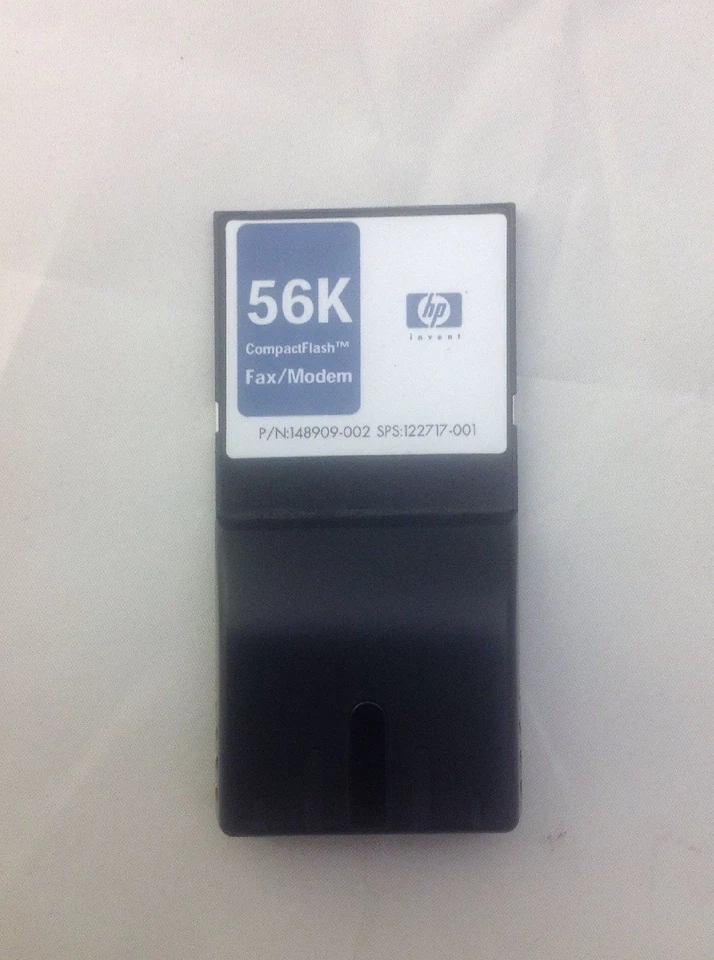 56K
CompactFlash™
Fax/Modem
hp
invent
P/N:148909-002 SPS:122717-001